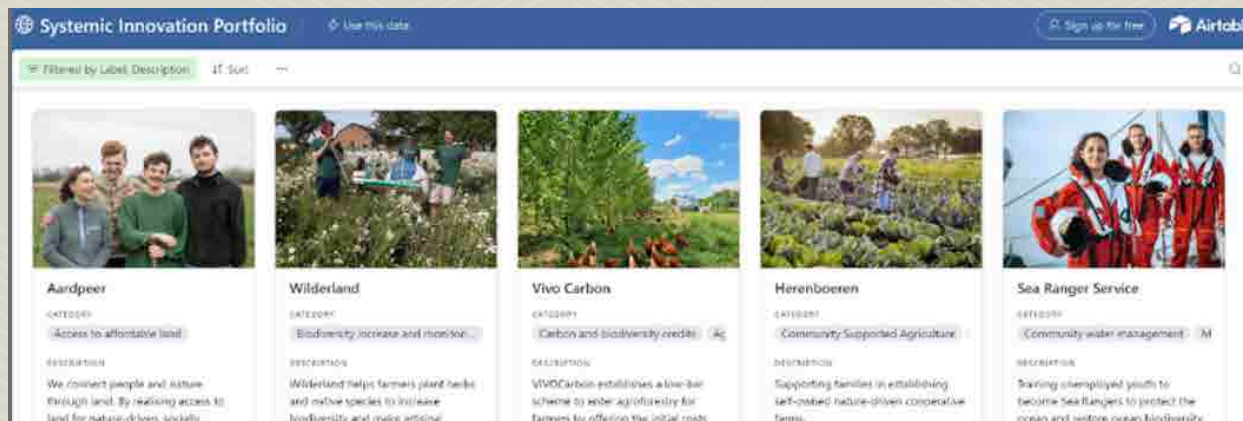 Systemic Innovation Portfolio
Use this data
Sign up for free
Airtabl
Filtered by Label, Description
Sort
Aardpeer
CATEGORY
Access to affordable land
DESCRIPTION
We connect people and nature
through land. By realising access to
land for nature-driven, socially
Wilderland
CATEGORY
Biodiversity increase and monitori...
DESCRIPTION
Wilderland helps farmers plant herbs
and native species to increase
biodiversity and make artisinal
Vivo Carbon
CATEGORY
Carbon and biodiversity credits
Ag
DESCRIPTION
VIVOCarbon establishes a low-bar
scheme to enter agroforestry for
farmers by offering the initial costs
Herenboeren
CATEGORY
Community Supported Agriculture
DESCRIPTION
Supporting families in establishing
self-owned nature-driven cooperative
farms.
Sea Ranger Service
CATEGORY
Community water management
M
DESCRIPTION
Training unemployed youth to
become Sea Rangers to protect the
ocean and restore ocean biodiversity